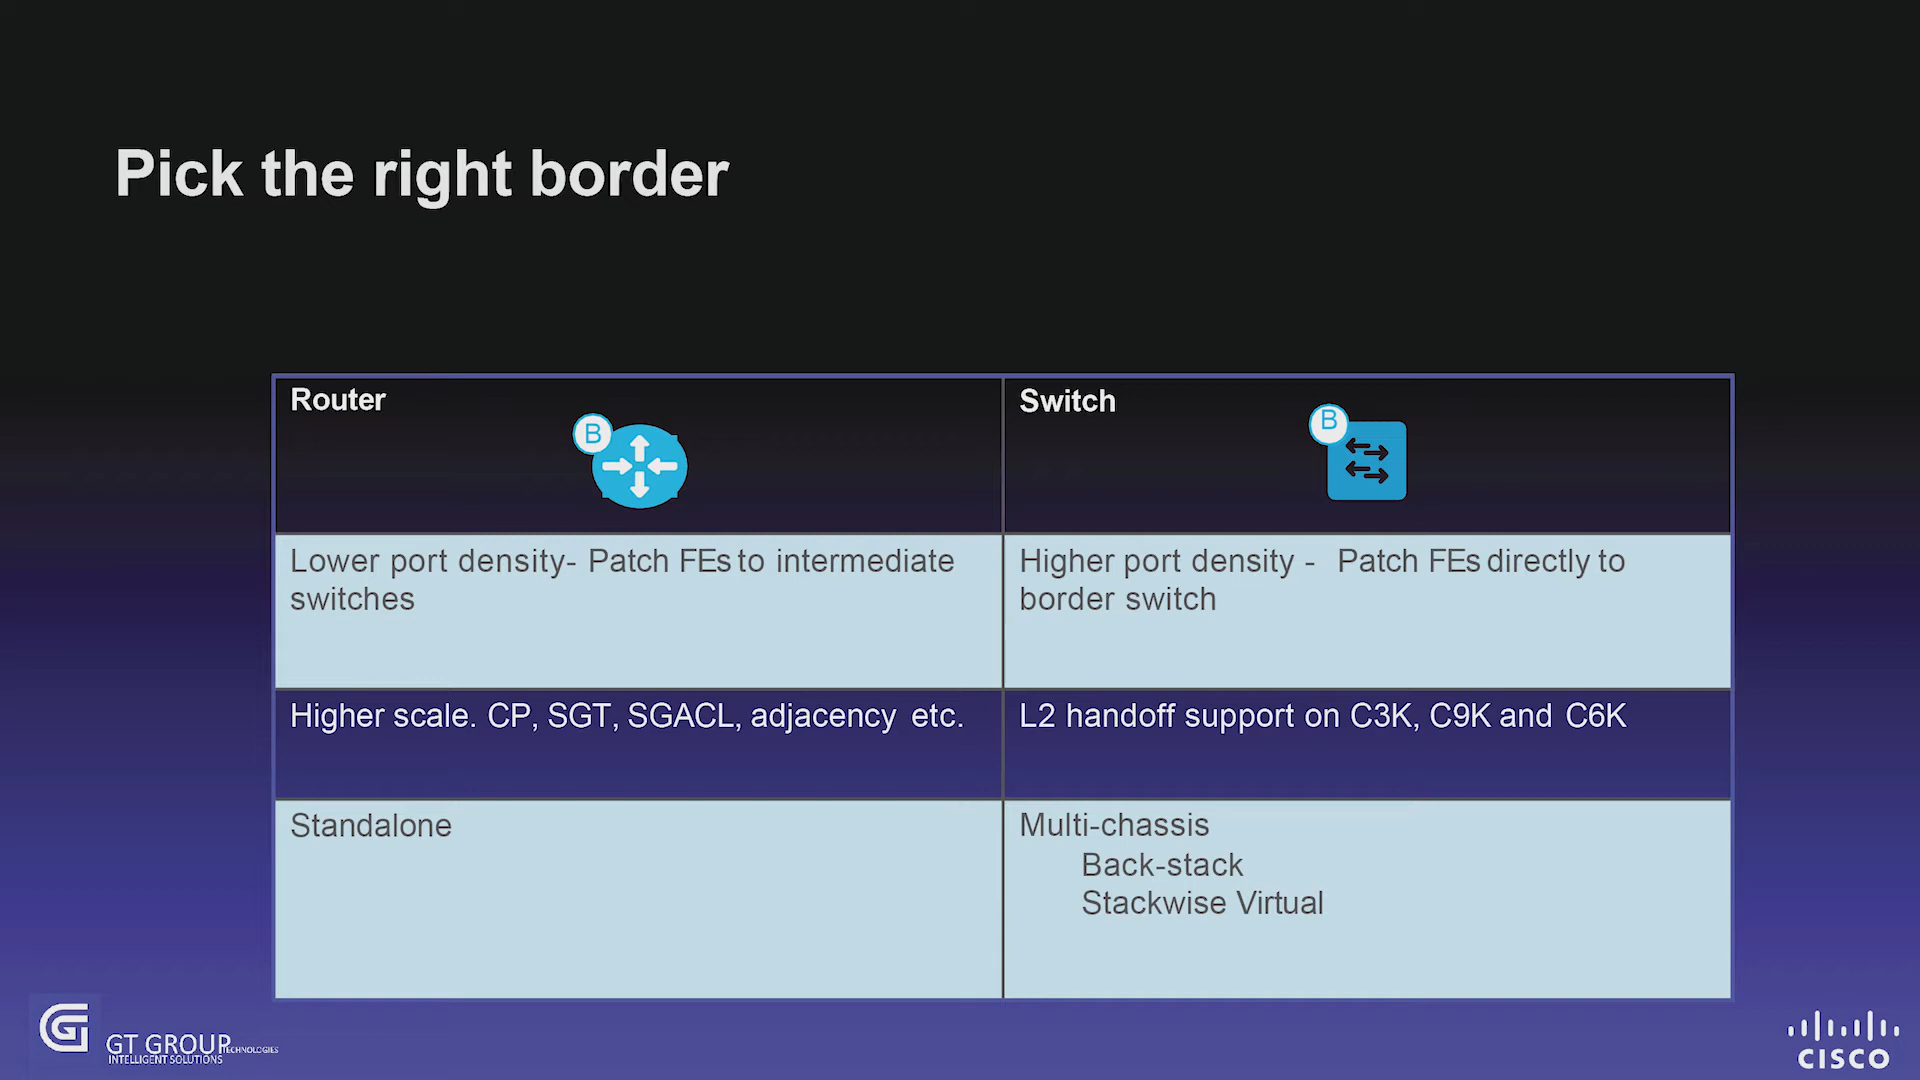 Pick the right border
Router
B
Switch
B
Lower port density- Patch FEs to intermediate
switches
Higher port density - Patch FEs directly to
border switch
Higher scale. CP, SGT, SGACL, adjacency etc.
L2 handoff support on C3K, C9K and C6K
Standalone
Multi-chassis
Back-stack
Stackwise Virtual
GT GROUP TECHNOLOGIES
INTELLIGENT SOLUTIONS
CISCO